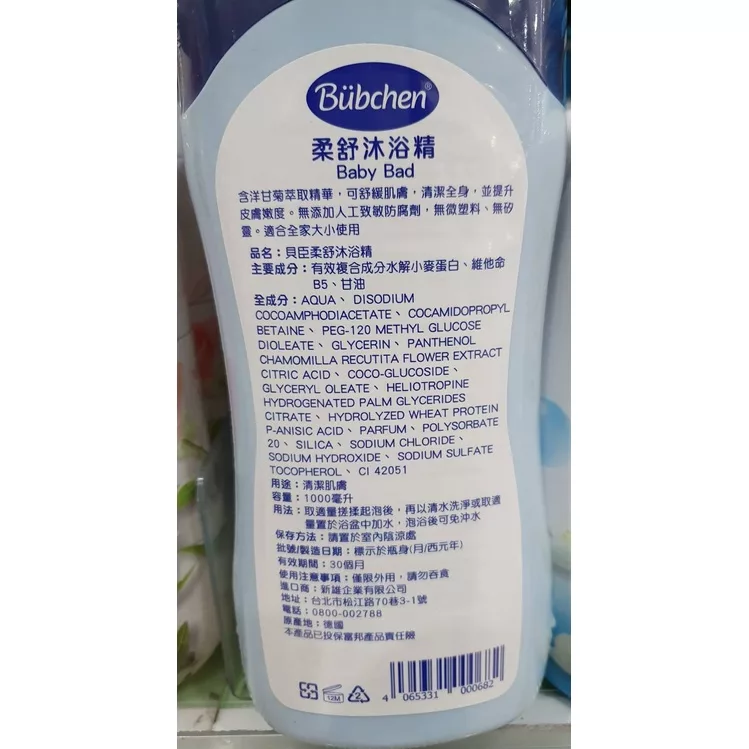 Bübchen®
柔舒沐浴精
Baby Bad
含洋甘菊萃取精華，可舒緩肌膚，清潔全身，並提升
皮膚嫩度。無添加人工致敏防腐劑，無微塑料、無矽
靈。適合全家大小使用
品名：貝臣柔舒沐浴精
主要成分：有效複合成分水解小麥蛋白、維他命
B5、甘油
全成分：AQUA、 DISODIUM
COCOAMPHODIACETATE、 COCAMIDOPROPYL
BETAINE、 PEG-120 METHYL GLUCOSE
DIOLEATE、 GLYCERIN、 PANTHENOL
CHAMOMILLA RECUTITA FLOWER EXTRACT
CITRIC ACID、 COCO-GLUCOSIDE、
GLYCERYL OLEATE、 HELIOTROPINE
HYDROGENATED PALM GLYCERIDES
CITRATE、 HYDROLYZED WHEAT PROTEIN
P-ANISIC ACID、 PARFUM、 POLYSORBATE
20、 SILICA、 SODIUM CHLORIDE、
SODIUM HYDROXIDE、 SODIUM SULFATE
TOCOPHEROL、 CI 42051
用途：清潔肌膚
容量：1000毫升
用法：取適量搓揉起泡後，再以清水洗淨或取適
量置於浴盆中加水，泡浴後可免沖水
保存方法：請置於室內陰涼處
批號/製造日期：標示於瓶身(月/西元年)
有效期間：30個月
使用注意事項：僅限外用，請勿吞食
進口商：新雄企業有限公司
地址：台北市松江路70巷3-1號
電話：0800-002788
原產地：德國
本產品已投保富邦產品責任險
12M
2
4 065331 000682